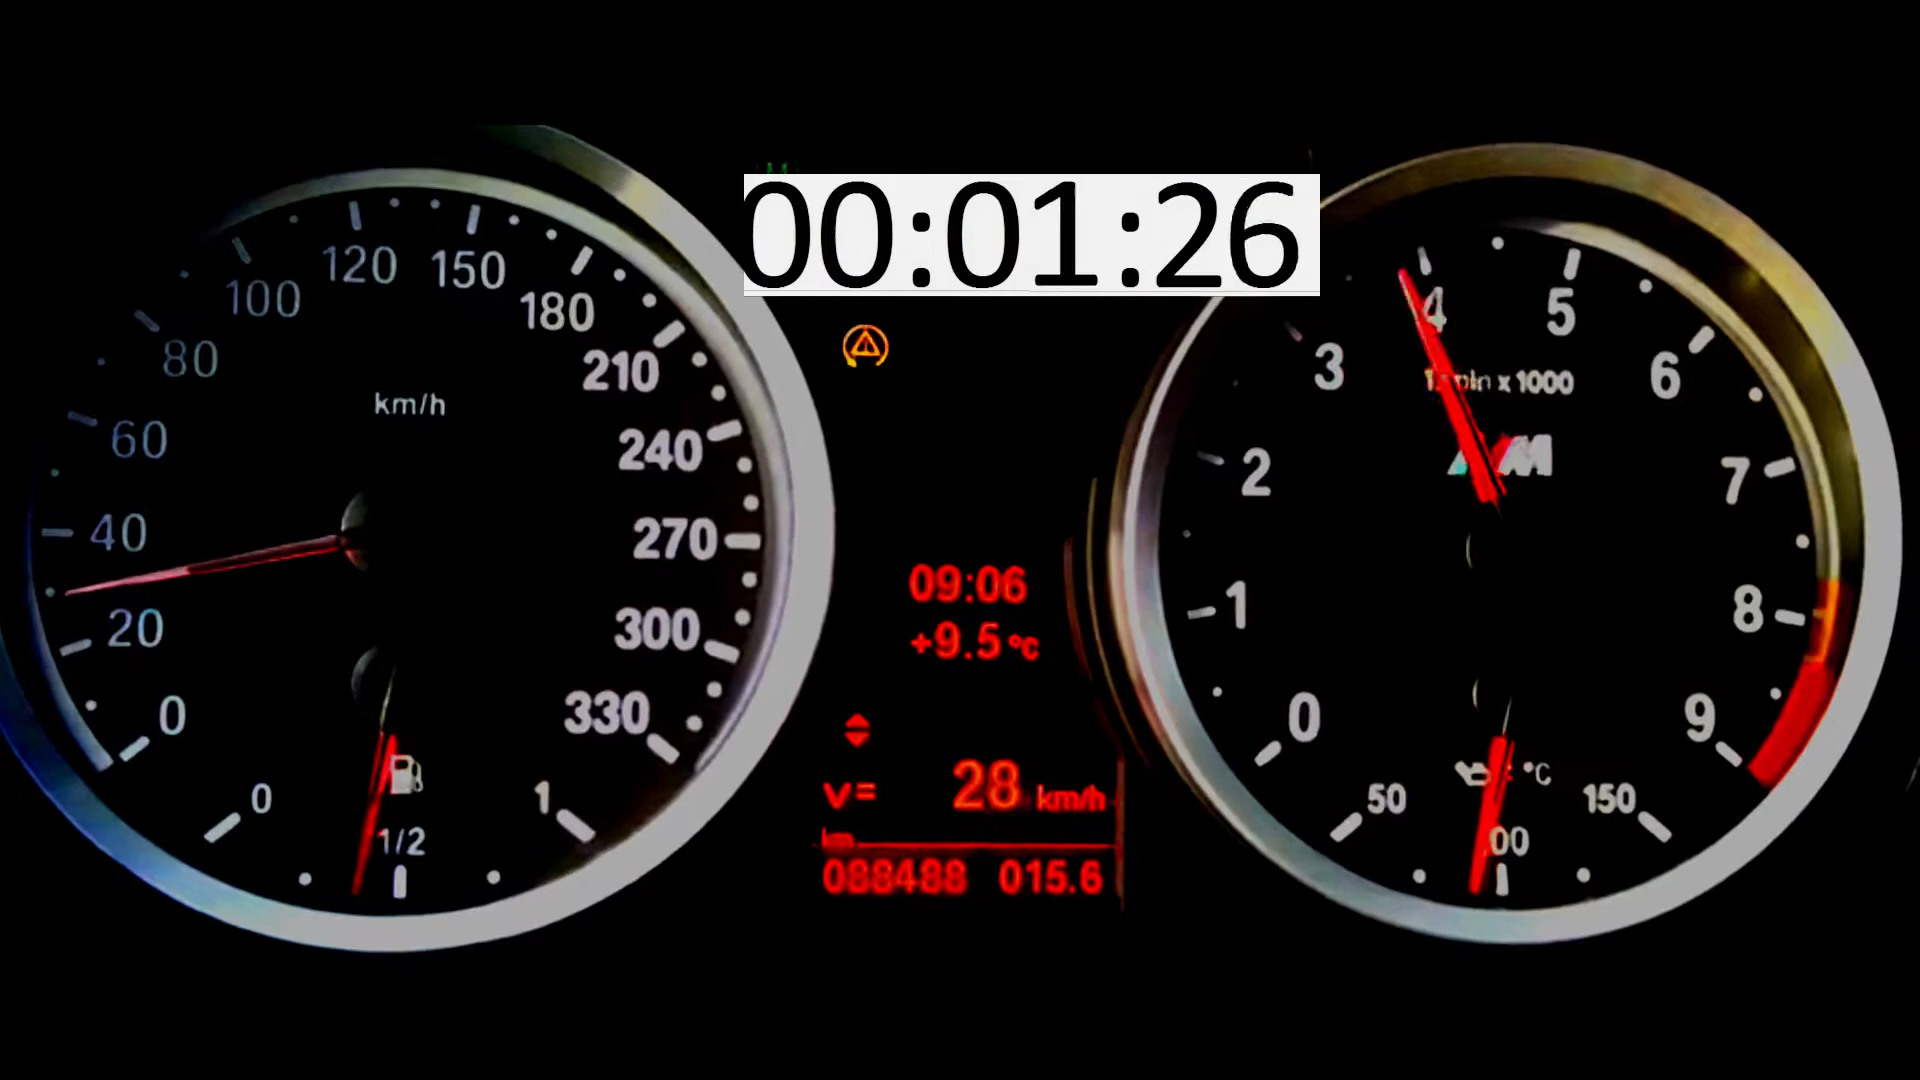 00:01:26
120 150
100 180
80 210
km/h
60 240
40 270
20 300
0 330
0 1/2 1
09:06
+9.5 °C
V= 28 km/h
km
088488 015.6
4 5
3 6
x 1000
M
2 7
1 8
0 9
°C
50 150